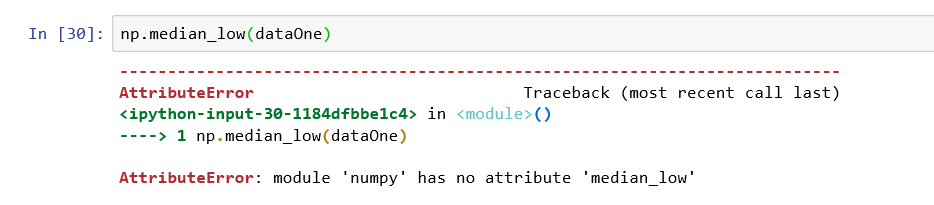 In [30]: np.median_low(dataOne)
---------------------------------------------------------------------------
AttributeError                            Traceback (most recent call last)
<ipython-input-30-1184dfbbe1c4> in <module>()
----> 1 np.median_low(dataOne)
AttributeError: module 'numpy' has no attribute 'median_low'